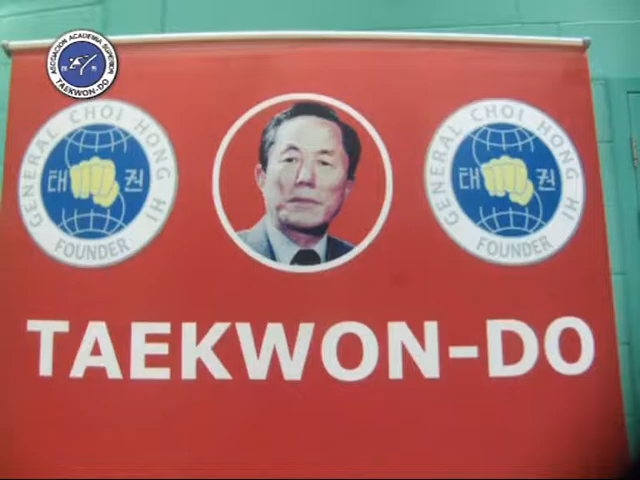 ASOCIACION ACADEMIA SUPERIOR
TAEKWON-DO
GENERAL CHOI HONG HI
태 권
FOUNDER
GENERAL CHOI HONG HI
태 권
FOUNDER
TAEKWON-DO